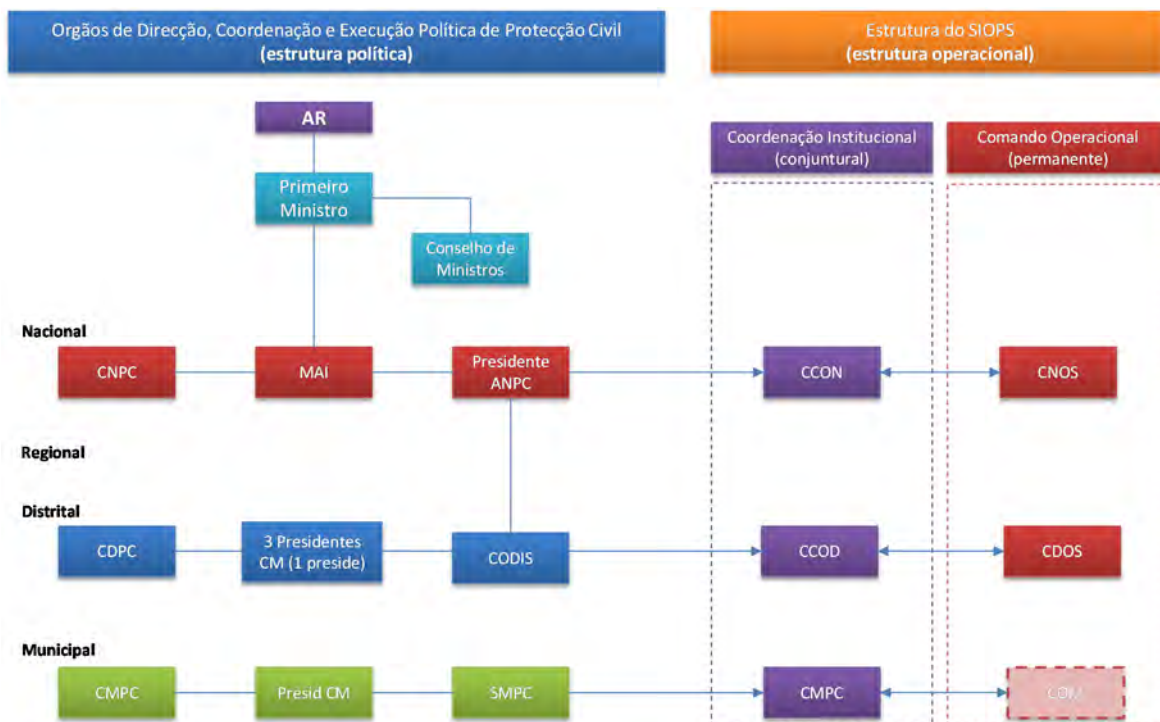 Orgãos de Direcção, Coordenação e Execução Política de Protecção Civil
(estrutura política)
Estrutura do SIOPS
(estrutura operacional)
AR
Coordenação Institucional
(conjuntural)
Comando Operacional
(permanente)
Primeiro
Ministro
Conselho de
Ministros
Nacional
CNPC
MAI
Presidente
ANPC
CCON
CNOS
Regional
Distrital
CDPC
3 Presidentes
CM (1 preside)
CODIS
CCOD
CDOS
Municipal
CMPC
Presid CM
SMPC
CMPC
COM